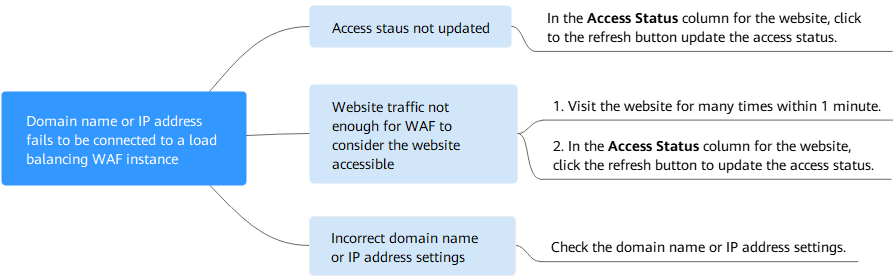 Domain name or IP address
fails to be connected to a load
balancing WAF instance
Access staus not updated
In the Access Status column for the website, click
to the refresh button update the access status.
Website traffic not
enough for WAF to
consider the website
accessible
1. Visit the website for many times within 1 minute.
2. In the Access Status column for the website,
click the refresh button to update the access status.
Incorrect domain name
or IP address settings
Check the domain name or IP address settings.